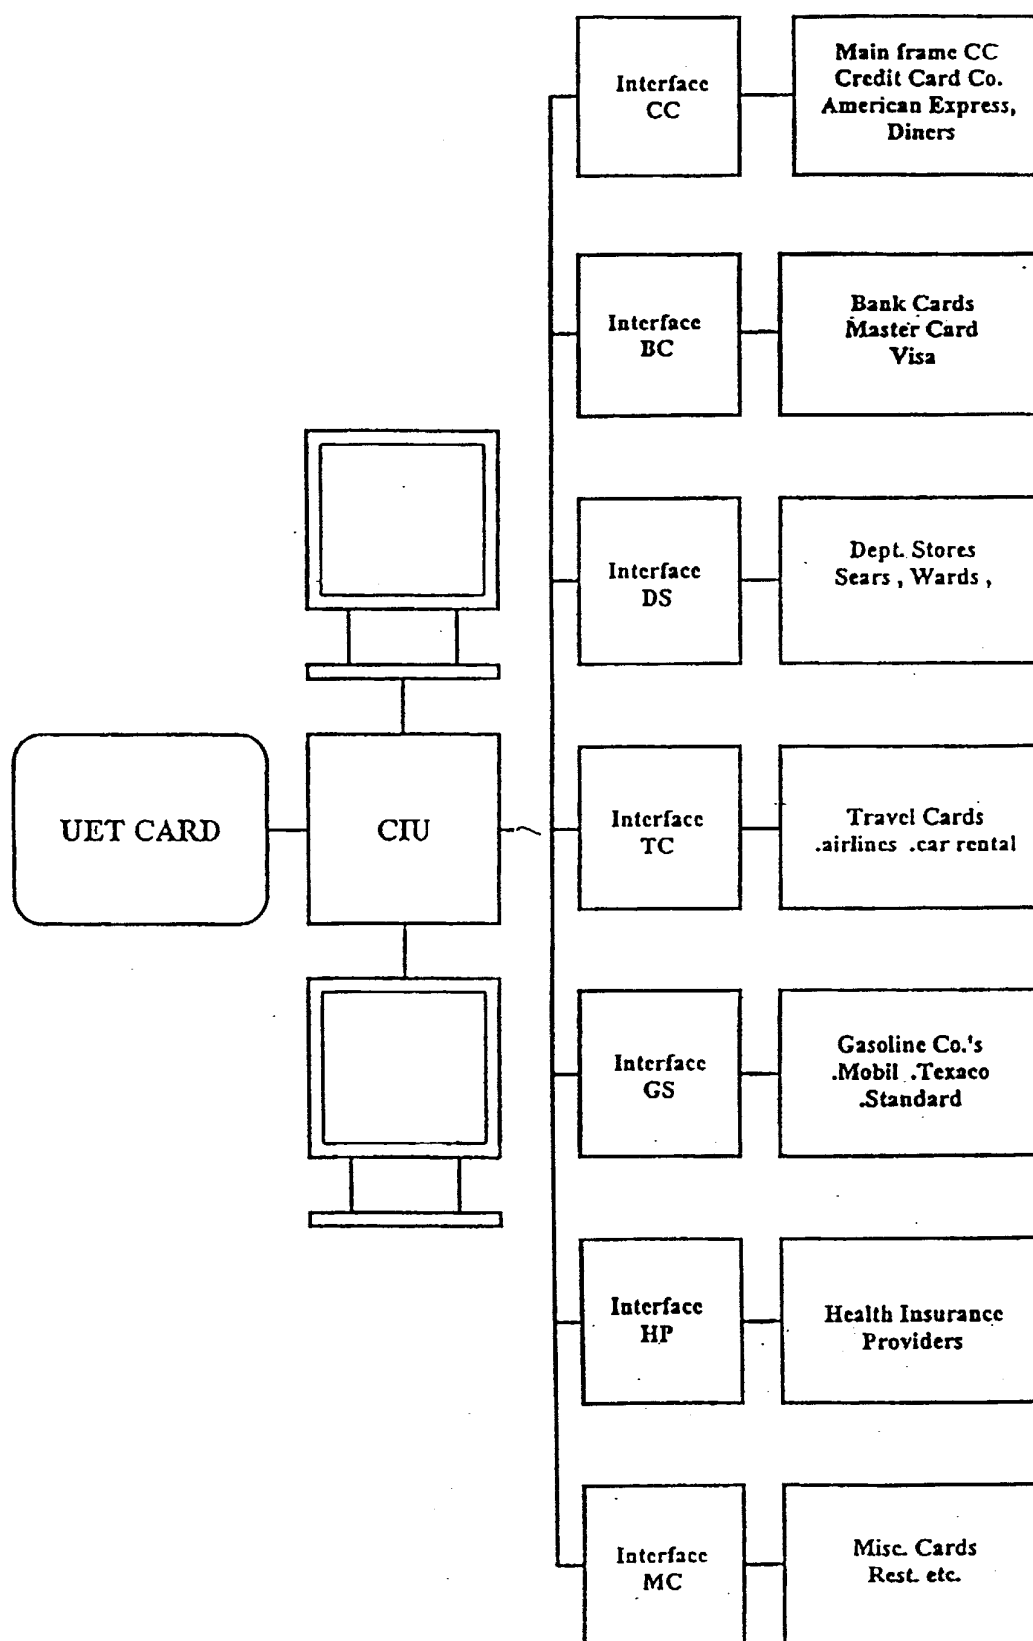 Interface
CC
Main frame CC
Credit Card Co.
American Express,
Diners
Interface
BC
Bank Cards
Master Card
Visa
Interface
DS
Dept. Stores
Sears , Wards ,
UET CARD
CIU
Interface
TC
Travel Cards
.airlines .car rental
Interface
GS
Gasoline Co.'s
.Mobil .Texaco
.Standard
Interface
HP
Health Insurance
Providers
Interface
MC
Misc. Cards
Rest. etc.